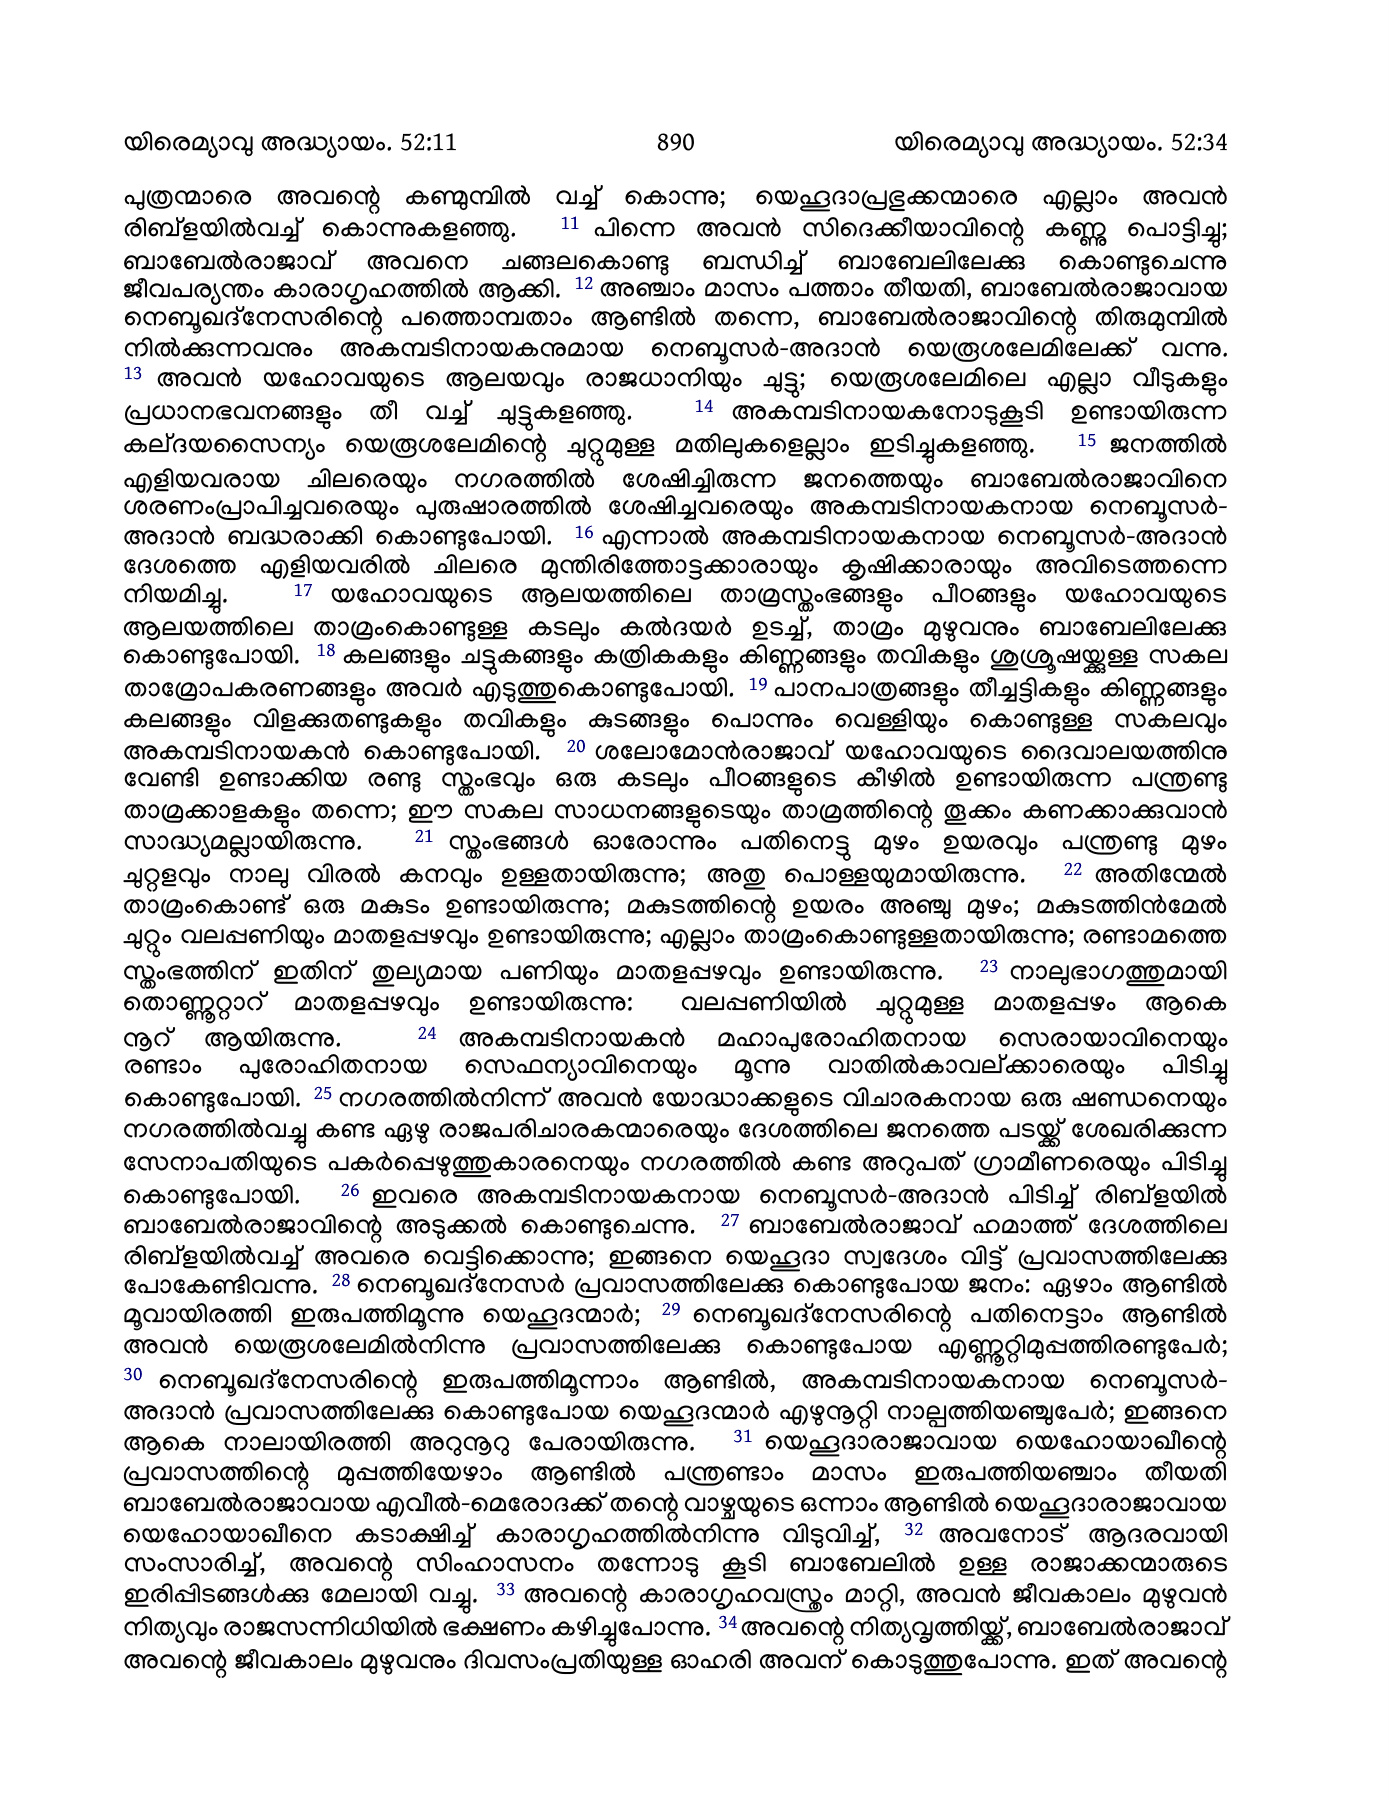 യിരെമ്യാവു അദ്ധ്യായം. 52:11 890 യിരെമ്യാവു അദ്ധ്യായം. 52:34
പുത്രന്മാരെ അവന്റെ കണ്മുമ്പിൽ വച്ച് കൊന്നു; യെഹൂദാപ്രഭുക്കന്മാരെ എല്ലാം അവൻ
രിബ്ളയിൽവച്ച് കൊന്നുകളഞ്ഞു. 11 പിന്നെ അവൻ സിദെക്കീയാവിന്റെ കണ്ണു പൊട്ടിച്ചു;
ബാബേൽരാജാവ് അവനെ ചങ്ങലകൊണ്ടു ബന്ധിച്ച് ബാബേലിലേക്കു കൊണ്ടുചെന്നു
ജീവപര്യന്തം കാരാഗൃഹത്തിൽ ആക്കി. 12 അഞ്ചാം മാസം പത്താം തീയതി, ബാബേൽരാജാവായ
നെബൂഖദ്നേസരിന്റെ പത്തൊമ്പതാം ആണ്ടിൽ തന്നെ, ബാബേൽരാജാവിന്റെ തിരുമുമ്പിൽ
നിൽക്കുന്നവനും അകമ്പടിനായകനുമായ നെബൂസർ-അദാൻ യെരൂശലേമിലേക്ക് വന്നു.
13 അവൻ യഹോവയുടെ ആലയവും രാജധാനിയും ചുട്ടു; യെരൂശലേമിലെ എല്ലാ വീടുകളും
പ്രധാനഭവനങ്ങളും തീ വച്ച് ചുട്ടുകളഞ്ഞു. 14 അകമ്പടിനായകനോടുകൂടി ഉണ്ടായിരുന്ന
കല്ദയസൈന്യം യെരൂശലേമിന്റെ ചുറ്റുമുള്ള മതിലുകളെല്ലാം ഇടിച്ചുകളഞ്ഞു. 15 ജനത്തിൽ
എളിയവരായ ചിലരെയും നഗരത്തിൽ ശേഷിച്ചിരുന്ന ജനത്തെയും ബാബേൽരാജാവിനെ
ശരണംപ്രാപിച്ചവരെയും പുരുഷാരത്തിൽ ശേഷിച്ചവരെയും അകമ്പടിനായകനായ നെബൂസർ-
അദാൻ ബദ്ധരാക്കി കൊണ്ടുപോയി. 16 എന്നാൽ അകമ്പടിനായകനായ നെബൂസർ-അദാൻ
ദേശത്തെ എളിയവരിൽ ചിലരെ മുന്തിരിത്തോട്ടക്കാരായും കൃഷിക്കാരായും അവിടെത്തന്നെ
നിയമിച്ചു. 17 യഹോവയുടെ ആലയത്തിലെ താമ്രസ്തംഭങ്ങളും പീഠങ്ങളും യഹോവയുടെ
ആലയത്തിലെ താമ്രംകൊണ്ടുള്ള കടലും കൽദയർ ഉടച്ച്, താമ്രം മുഴുവനും ബാബേലിലേക്കു
കൊണ്ടുപോയി. 18 കലങ്ങളും ചട്ടുകങ്ങളും കത്രികകളും കിണ്ണങ്ങളും തവികളും ശുശ്രൂഷയ്ക്കുള്ള സകല
താമ്രോപകരണങ്ങളും അവർ എടുത്തുകൊണ്ടുപോയി. 19 പാനപാത്രങ്ങളും തീച്ചട്ടികളും കിണ്ണങ്ങളും
കലങ്ങളും വിളക്കുതണ്ടുകളും തവികളും കുടങ്ങളും പൊന്നും വെള്ളിയും കൊണ്ടുള്ള സകലവും
അകമ്പടിനായകൻ കൊണ്ടുപോയി. 20 ശലോമോൻരാജാവ് യഹോവയുടെ ദൈവാലയത്തിനു
വേണ്ടി ഉണ്ടാക്കിയ രണ്ടു സ്തംഭവും ഒരു കടലും പീഠങ്ങളുടെ കീഴിൽ ഉണ്ടായിരുന്ന പന്ത്രണ്ടു
താമ്രക്കാളകളും തന്നെ; ഈ സകല സാധനങ്ങളുടെയും താമ്രത്തിന്റെ തൂക്കം കണക്കാക്കുവാൻ
സാദ്ധ്യമല്ലായിരുന്നു. 21 സ്തംഭങ്ങൾ ഓരോന്നും പതിനെട്ടു മുഴം ഉയരവും പന്ത്രണ്ടു മുഴം
ചുറ്റളവും നാലു വിരൽ കനവും ഉള്ളതായിരുന്നു; അതു പൊള്ളയുമായിരുന്നു. 22 അതിന്മേൽ
താമ്രംകൊണ്ട് ഒരു മകുടം ഉണ്ടായിരുന്നു; മകുടത്തിന്റെ ഉയരം അഞ്ചു മുഴം; മകുടത്തിൻമേൽ
ചുറ്റും വലപ്പണിയും മാതളപ്പഴവും ഉണ്ടായിരുന്നു; എല്ലാം താമ്രംകൊണ്ടുള്ളതായിരുന്നു; രണ്ടാമത്തെ
സ്തംഭത്തിന് ഇതിന് തുല്യമായ പണിയും മാതളപ്പഴവും ഉണ്ടായിരുന്നു. 23 നാലുഭാഗത്തുമായി
തൊണ്ണൂറ്റാറ് മാതളപ്പഴവും ഉണ്ടായിരുന്നു: വലപ്പണിയിൽ ചുറ്റുമുള്ള മാതളപ്പഴം ആകെ
നൂറ് ആയിരുന്നു. 24 അകമ്പടിനായകൻ മഹാപുരോഹിതനായ സെരായാവിനെയും
രണ്ടാം പുരോഹിതനായ സെഫന്യാവിനെയും മൂന്നു വാതിൽകാവല്ക്കാരെയും പിടിച്ചു
കൊണ്ടുപോയി. 25 നഗരത്തിൽനിന്ന് അവൻ യോദ്ധാക്കളുടെ വിചാരകനായ ഒരു ഷണ്ഡനെയും
നഗരത്തിൽവച്ചു കണ്ട ഏഴു രാജപരിചാരകന്മാരെയും ദേശത്തിലെ ജനത്തെ പടയ്ക്ക് ശേഖരിക്കുന്ന
സേനാപതിയുടെ പകർപ്പെഴുത്തുകാരനെയും നഗരത്തിൽ കണ്ട അറുപത് ഗ്രാമീണരെയും പിടിച്ചു
കൊണ്ടുപോയി. 26 ഇവരെ അകമ്പടിനായകനായ നെബൂസർ-അദാൻ പിടിച്ച് രിബ്ളയിൽ
ബാബേൽരാജാവിന്റെ അടുക്കൽ കൊണ്ടുചെന്നു. 27 ബാബേൽരാജാവ് ഹമാത്ത് ദേശത്തിലെ
രിബ്ളയിൽവച്ച് അവരെ വെട്ടിക്കൊന്നു; ഇങ്ങനെ യെഹൂദാ സ്വദേശം വിട്ട് പ്രവാസത്തിലേക്കു
പോകേണ്ടിവന്നു. 28 നെബൂഖദ്നേസർ പ്രവാസത്തിലേക്കു കൊണ്ടുപോയ ജനം: ഏഴാം ആണ്ടിൽ
മൂവായിരത്തി ഇരുപത്തിമൂന്നു യെഹൂദന്മാർ; 29 നെബൂഖദ്നേസരിന്റെ പതിനെട്ടാം ആണ്ടിൽ
അവൻ യെരൂശലേമിൽനിന്നു പ്രവാസത്തിലേക്കു കൊണ്ടുപോയ എണ്ണൂറ്റിമുപ്പത്തിരണ്ടുപേർ;
30 നെബൂഖദ്നേസരിന്റെ ഇരുപത്തിമൂന്നാം ആണ്ടിൽ, അകമ്പടിനായകനായ നെബൂസർ-
അദാൻ പ്രവാസത്തിലേക്കു കൊണ്ടുപോയ യെഹൂദന്മാർ എഴുനൂറ്റി നാല്പത്തിയഞ്ചുപേർ; ഇങ്ങനെ
ആകെ നാലായിരത്തി അറുനൂറു പേരായിരുന്നു. 31 യെഹൂദാരാജാവായ യെഹോയാഖീന്റെ
പ്രവാസത്തിന്റെ മുപ്പത്തിയേഴാം ആണ്ടിൽ പന്ത്രണ്ടാം മാസം ഇരുപത്തിയഞ്ചാം തീയതി
ബാബേൽരാജാവായ എവീൽ-മെരോദക്ക് തന്റെ വാഴ്ചയുടെ ഒന്നാം ആണ്ടിൽ യെഹൂദാരാജാവായ
യെഹോയാഖീനെ കടാക്ഷിച്ച് കാരാഗൃഹത്തിൽനിന്നു വിടുവിച്ച്, 32 അവനോട് ആദരവായി
സംസാരിച്ച്, അവന്റെ സിംഹാസനം തന്നോടു കൂടി ബാബേലിൽ ഉള്ള രാജാക്കന്മാരുടെ
ഇരിപ്പിടങ്ങൾക്കു മേലായി വച്ചു. 33 അവന്റെ കാരാഗൃഹവസ്ത്രം മാറ്റി, അവൻ ജീവകാലം മുഴുവൻ
നിത്യവും രാജസന്നിധിയിൽ ഭക്ഷണം കഴിച്ചുപോന്നു. 34 അവന്റെ നിത്യവൃത്തിയ്ക്ക്, ബാബേൽരാജാവ്
അവന്റെ ജീവകാലം മുഴുവനും ദിവസംപ്രതിയുള്ള ഓഹരി അവന് കൊടുത്തുപോന്നു. ഇത് അവന്റെ